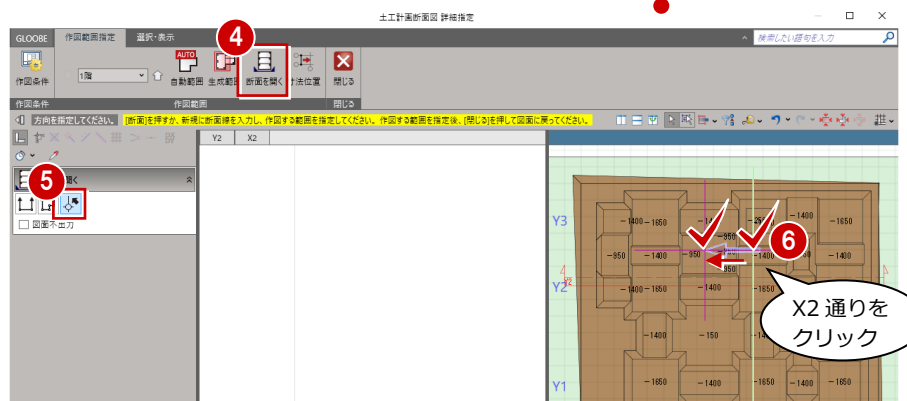 土工計画断面図 詳細指定
GLOOBE 作図範囲指定 選択・表示
検索したい語句を入力
4
作図条件 1階 AUTO 自動範囲 生成範囲 断面を開く 寸法位置 閉じる
作図条件 作図範囲 閉じる
方向を指定してください。 [断面]を押すか、新規に断面線を入力し、作図する範囲を指定してください。作図する範囲を指定後、[閉じる]を押して図面に戻ってください。
Y2 X2
5
開く
図面不出力
Y3 -1400 -1650 -1400 -1650
-950
6
-950 -1400 -950 -1400 -1400
-950
Y2 -1400 -1650 -1400 -1650
X2 通りを
クリック
-1400 -150 -1400
Y1 -1650 -1400 -1650 -1400 -1650